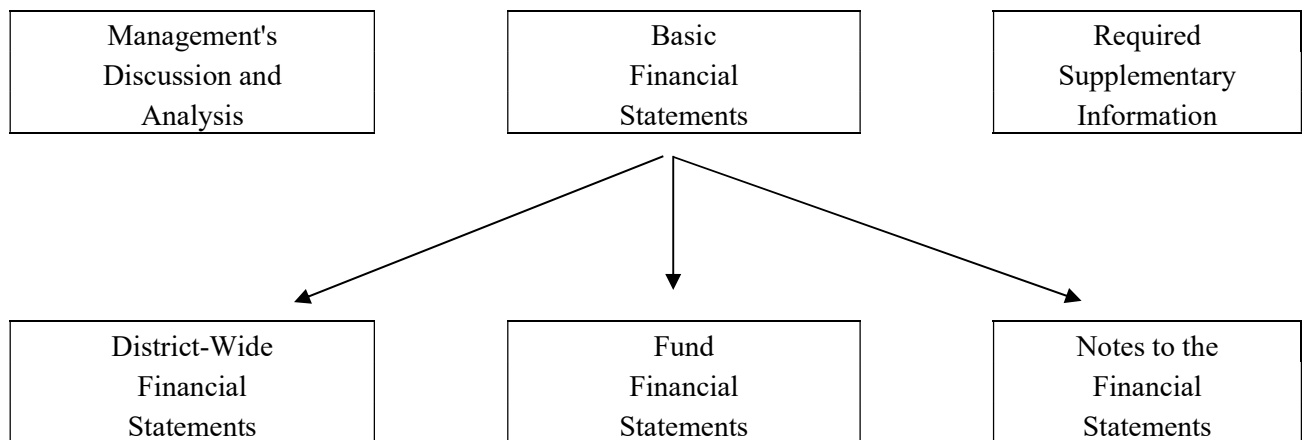 Management's
Discussion and
Analysis
Basic
Financial
Statements
Required
Supplementary
Information
District-Wide
Financial
Statements
Fund
Financial
Statements
Notes to the
Financial
Statements